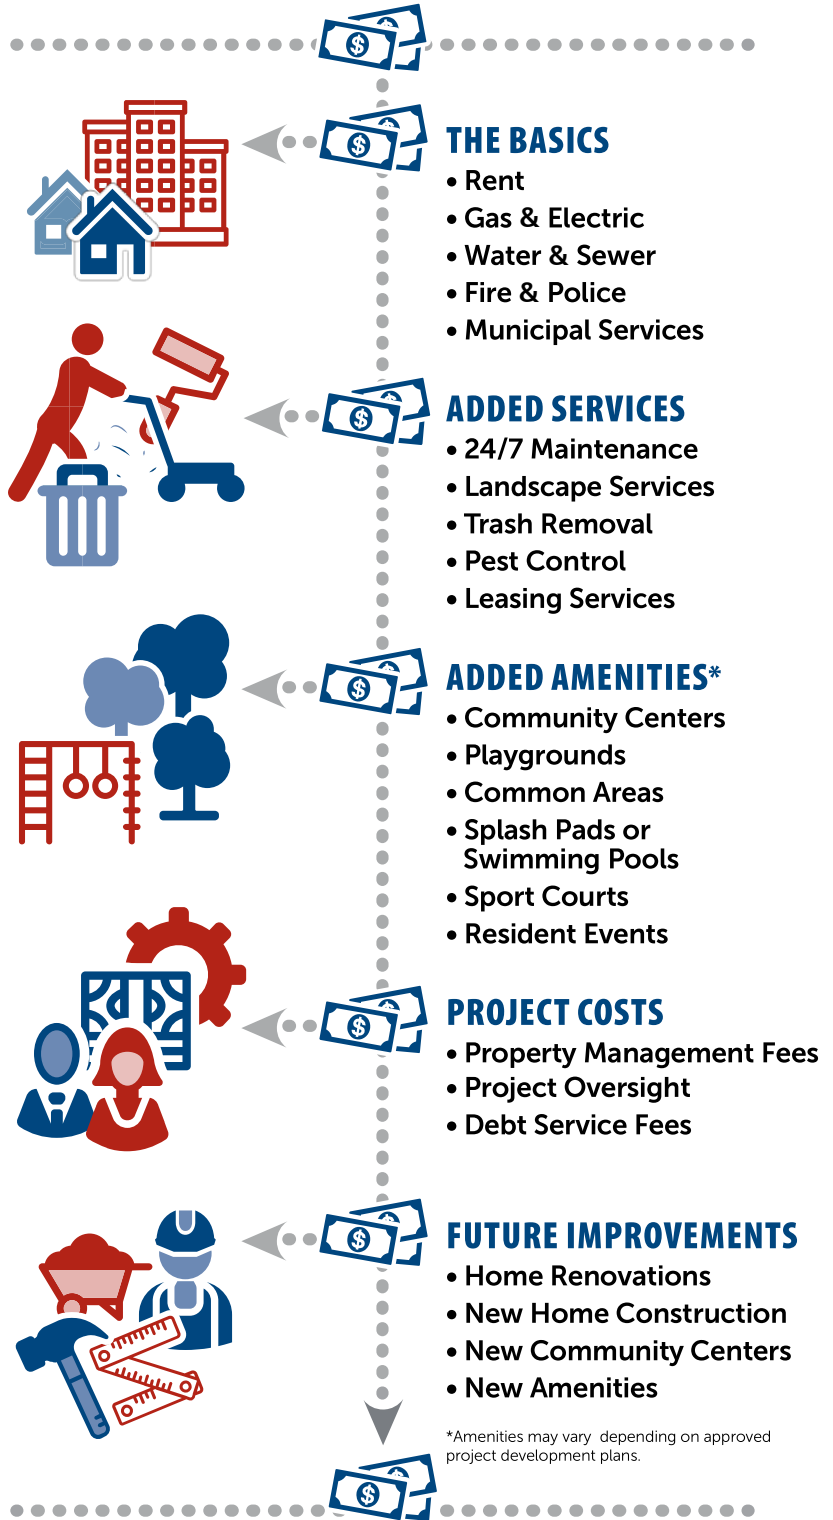 THE BASICS
• Rent
• Gas & Electric
• Water & Sewer
• Fire & Police
• Municipal Services
ADDED SERVICES
• 24/7 Maintenance
• Landscape Services
• Trash Removal
• Pest Control
• Leasing Services
ADDED AMENITIES*
• Community Centers
• Playgrounds
• Common Areas
• Splash Pads or
Swimming Pools
• Sport Courts
• Resident Events
PROJECT COSTS
• Property Management Fees
• Project Oversight
• Debt Service Fees
FUTURE IMPROVEMENTS
• Home Renovations
• New Home Construction
• New Community Centers
• New Amenities
*Amenities may vary depending on approved
project development plans.